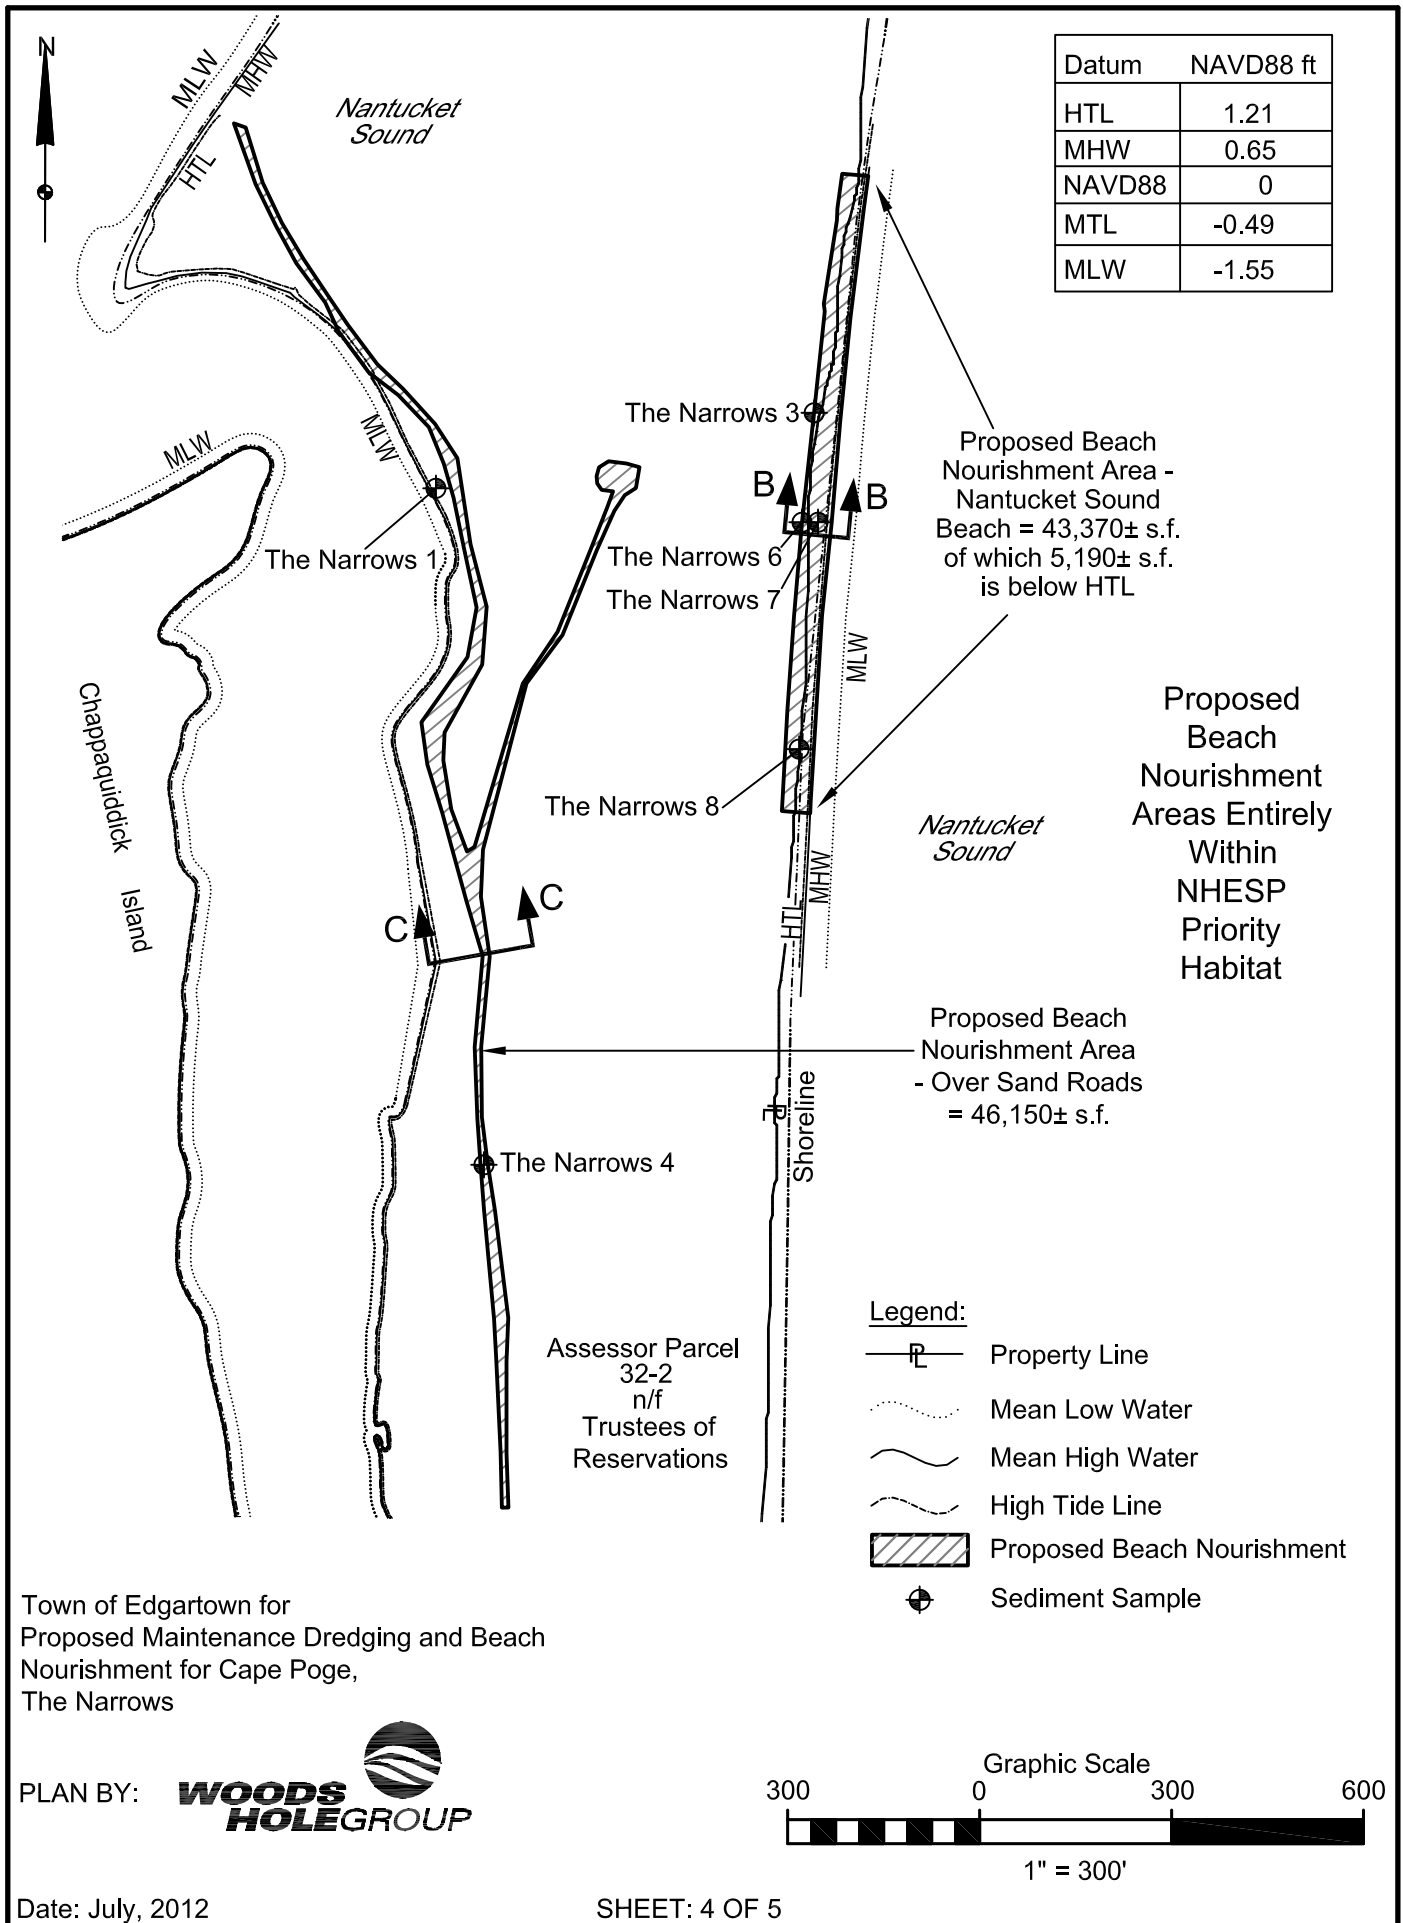 N
MLW
MHW
HTL
Nantucket
Sound
Datum NAVD88 ft
HTL 1.21
MHW 0.65
NAVD88 0
MTL -0.49
MLW -1.55
The Narrows 3
MLW
MLW
Proposed Beach
Nourishment Area -
Nantucket Sound
Beach = 43,370± s.f.
of which 5,190± s.f.
is below HTL
B
B
The Narrows 1
The Narrows 6
The Narrows 7
MLW
Chappaquiddick
Island
Proposed
Beach
Nourishment
Areas Entirely
Within
NHESP
Priority
Habitat
The Narrows 8
Nantucket
Sound
HTL
MHW
C
C
Proposed Beach
Nourishment Area
- Over Sand Roads
= 46,150± s.f.
PL
Shoreline
The Narrows 4
Assessor Parcel
32-2
n/f
Trustees of
Reservations
Legend:
PL Property Line
Mean Low Water
Mean High Water
High Tide Line
Proposed Beach Nourishment
Sediment Sample
Town of Edgartown for
Proposed Maintenance Dredging and Beach
Nourishment for Cape Poge,
The Narrows
PLAN BY:
WOODS
HOLEGROUP
Graphic Scale
300 0 300 600
1" = 300'
Date: July, 2012
SHEET: 4 OF 5